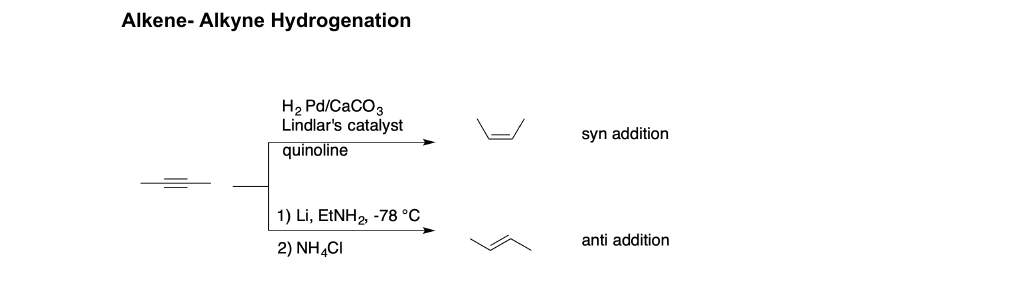 Alkene- Alkyne Hydrogenation
H₂ Pd/CaCO₃
Lindlar's catalyst
quinoline
syn addition
1) Li, EtNH₂, -78 °C
2) NH₄Cl
anti addition